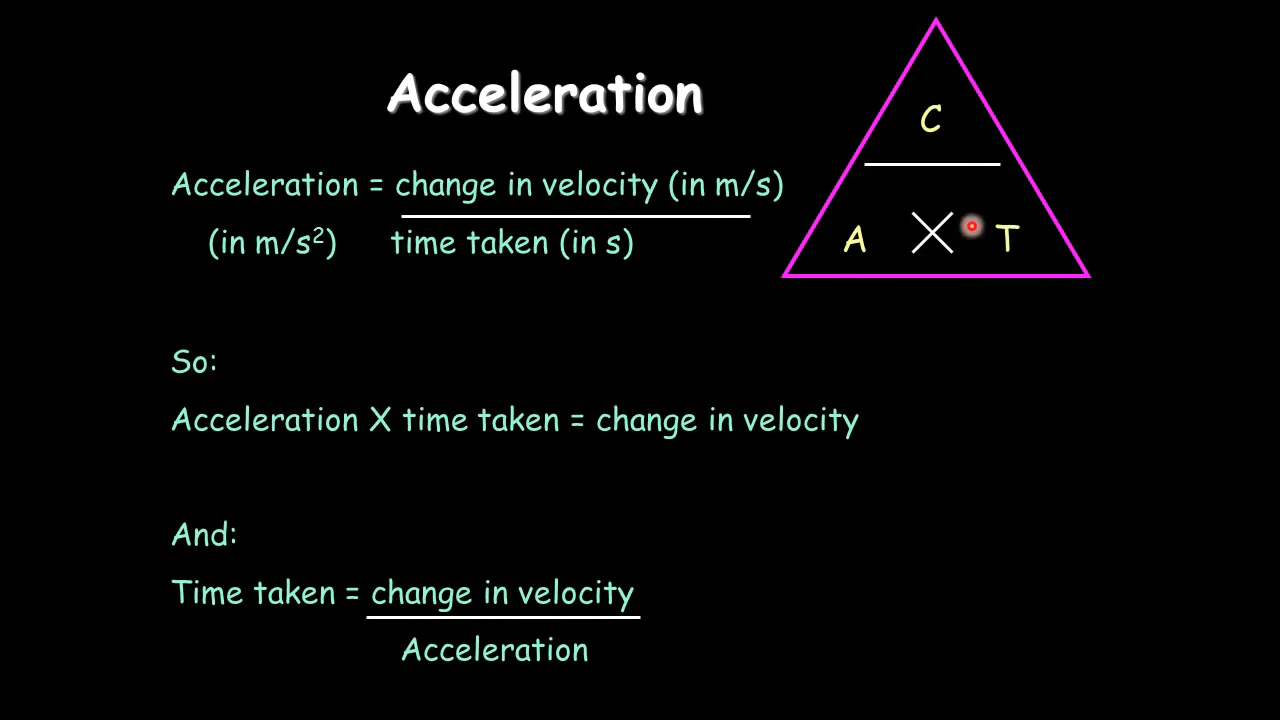 Acceleration
Acceleration = change in velocity (in m/s)
(in m/s²) time taken (in s)
C
A X T
So:
Acceleration X time taken = change in velocity
And:
Time taken = change in velocity
Acceleration